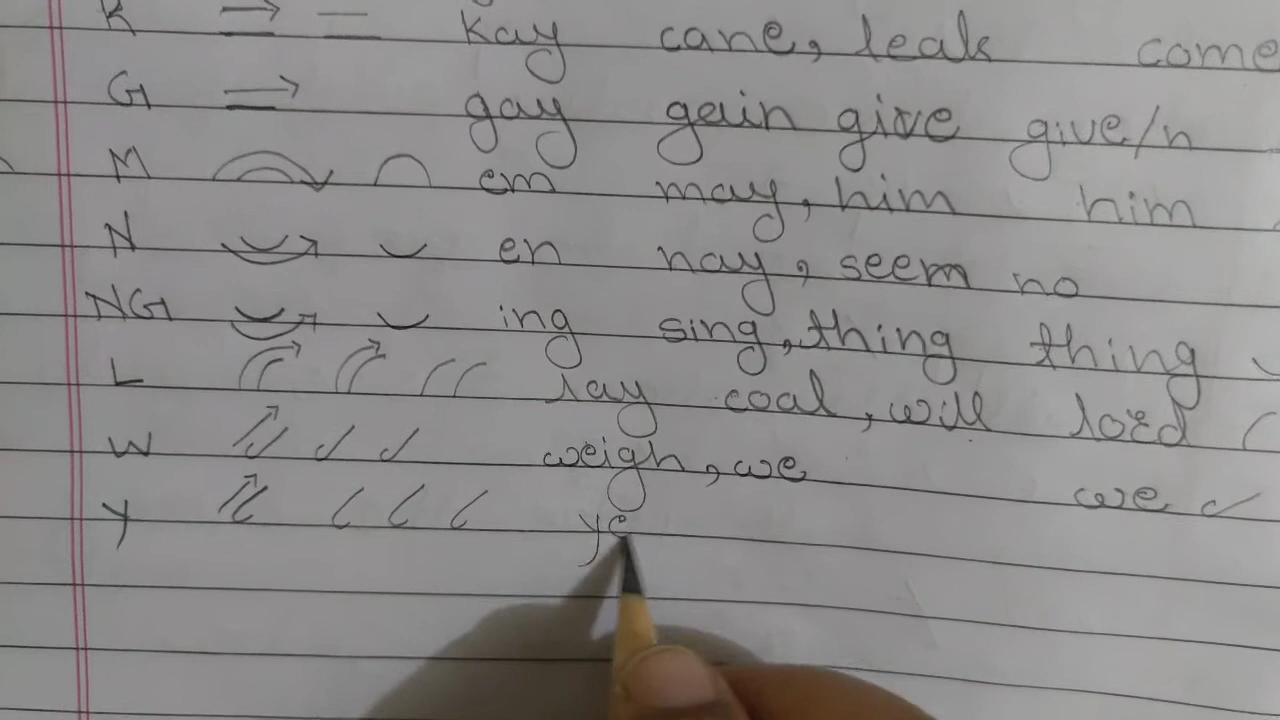 K kay cane, leak come
G gay gain give give/n
M em may, him him
N en nay, seem no
NG ing sing, thing thing
L lay coal, will lord
W weigh, we we
Y ye